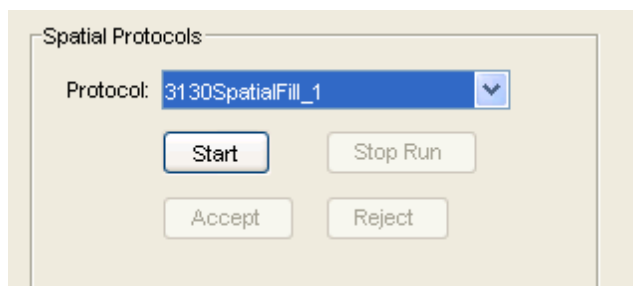 Spatial Protocols
Protocol: 3130SpatialFill_1
Start Stop Run
Accept Reject